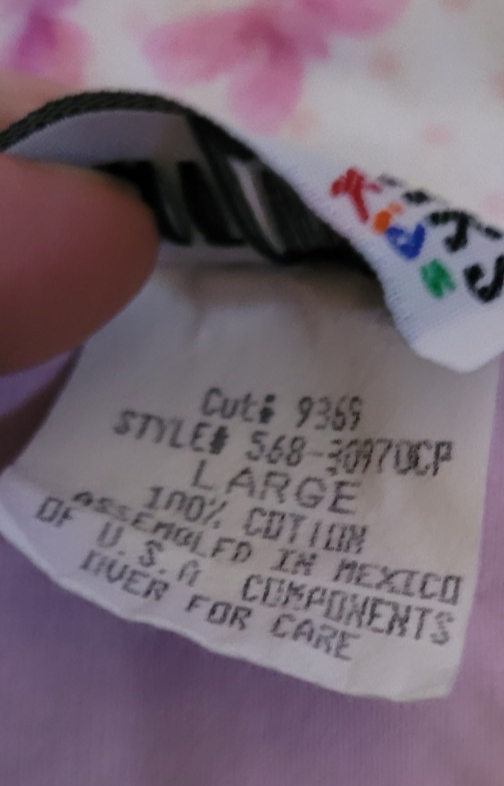 Cut# 9369
STYLE# 568-30970CP
LARGE
100% COTTON
ASSEMBLED IN MEXICO
OF U.S.A COMPONENTS
OVER FOR CARE